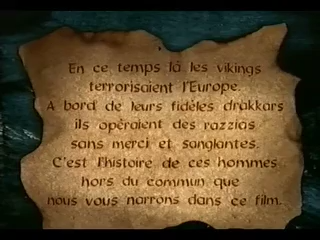 En ce temps là les vikings
terrorisaient l'Europe.
A bord de leurs fidèles drakkars
ils opéraient des razzias
sans merci et sanglantes.
C'est l'histoire de ces hommes
hors du commun que
nous vous narrons dans ce film.